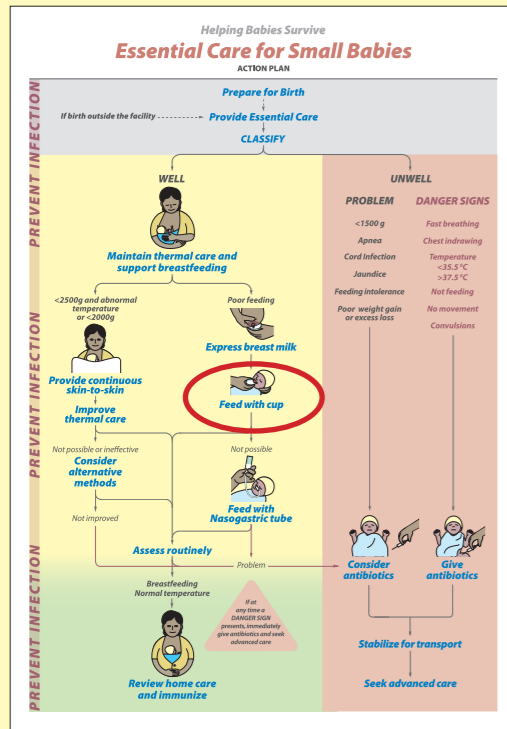 Helping Babies Survive
Essential Care for Small Babies
ACTION PLAN
PREVENT INFECTION
PREVENT INFECTION
PREVENT INFECTION
Prepare for Birth
If birth outside the facility
Provide Essential Care
CLASSIFY
WELL
Maintain thermal care and
support breastfeeding
<2500g and abnormal
temperature
or <2000g
Provide continuous
skin-to-skin
Improve
thermal care
Not possible or ineffective
Consider
alternative
methods
Not improved
Poor feeding
Express breast milk
Feed with cup
Not possible
Feed with
Nasogastric tube
Assess routinely
Problem
Breastfeeding
Normal temperature
Review home care
and immunize
If at
any time a
DANGER SIGN
presents, immediately
give antibiotics and seek
advanced care
UNWELL
PROBLEM
<1500 g
Apnea
Cord Infection
Jaundice
Feeding intolerance
Poor weight gain
or excess loss
DANGER SIGNS
Fast breathing
Chest indrawing
Temperature
<35.5°C
>37.5°C
Not feeding
No movement
Convulsions
Consider
antibiotics
Give
antibiotics
Stabilize for transport
Seek advanced care